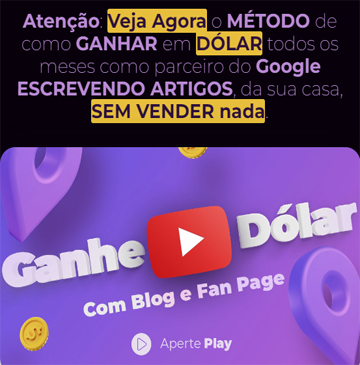 Atenção: Veja Agora o MÉTODO de
como GANHAR em DÓLAR todos os
meses como parceiro do Google
ESCREVENDO ARTIGOS, da sua casa,
SEM VENDER nada.
Ganhe Dólar
Com Blog e Fan Page
Aperte Play